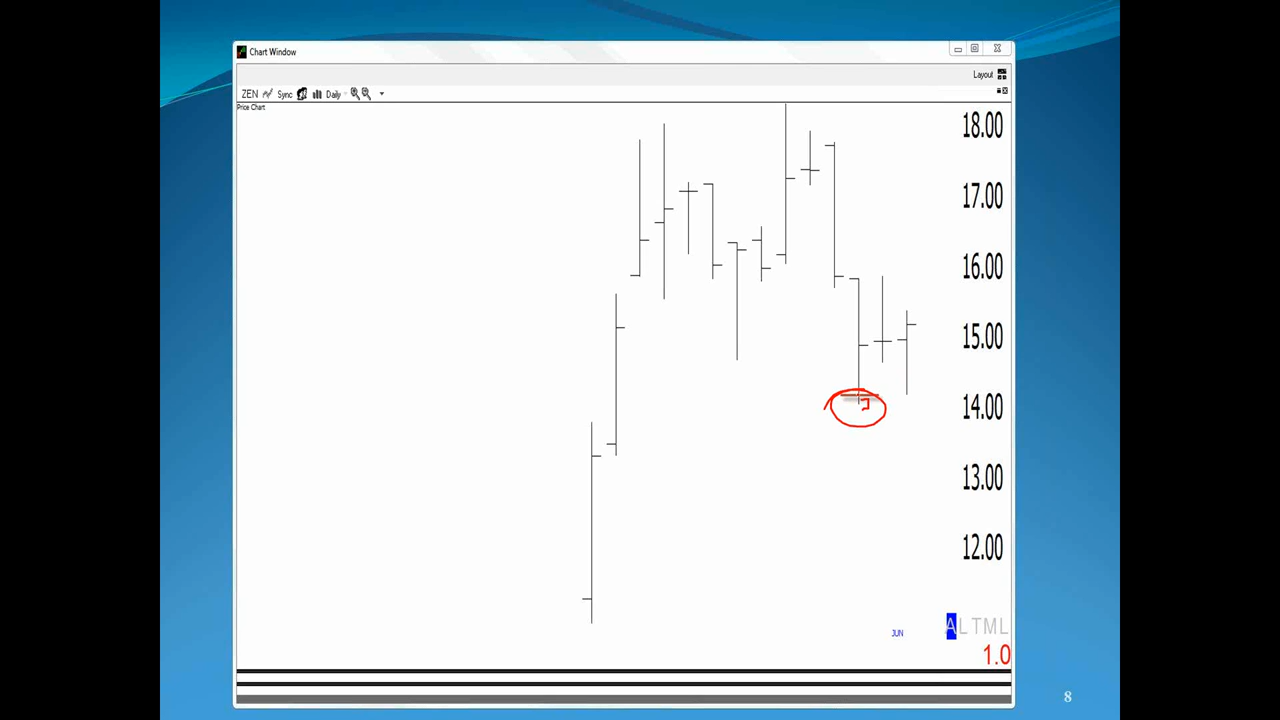 Chart Window
Layout
ZEN Sync Daily
Price Chart
18.00
17.00
16.00
15.00
14.00
13.00
12.00
JUN
ALTML
1.0
8